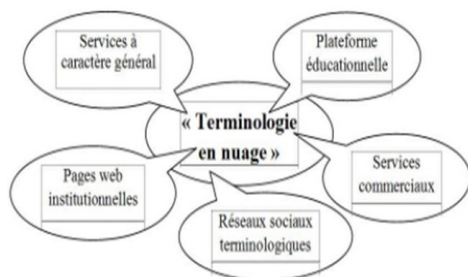 Services à
caractère général
Plateforme
éducationnelle
« Terminologie
en nuage »
Pages web
institutionnelles
Services
commerciaux
Réseaux sociaux
terminologiques